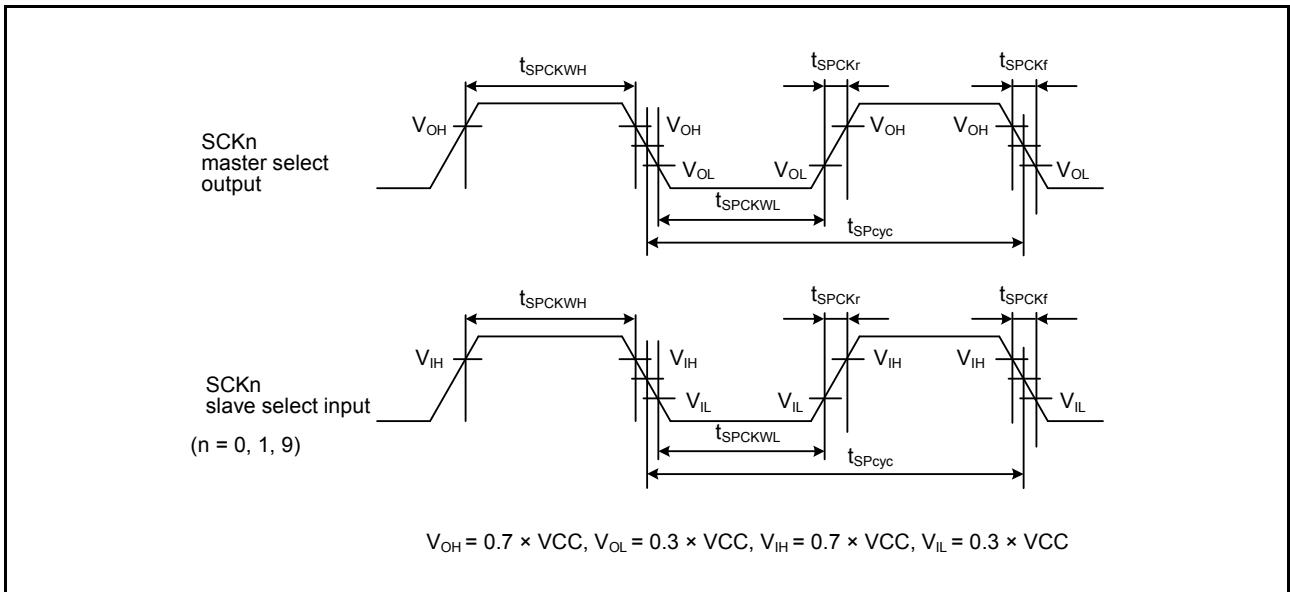 tSPCKWH tSPCKr tSPCKf
SCKn
master select
output
VOH VOH VOL VOL VOH VOH VOL
tSPCKWL
tSPcyc
tSPCKWH tSPCKr tSPCKf
SCKn
slave select input
(n = 0, 1, 9)
VIH VIH VIL VIL VIH VIH VIL
tSPCKWL
tSPcyc
VOH = 0.7 × VCC, VOL = 0.3 × VCC, VIH = 0.7 × VCC, VIL = 0.3 × VCC